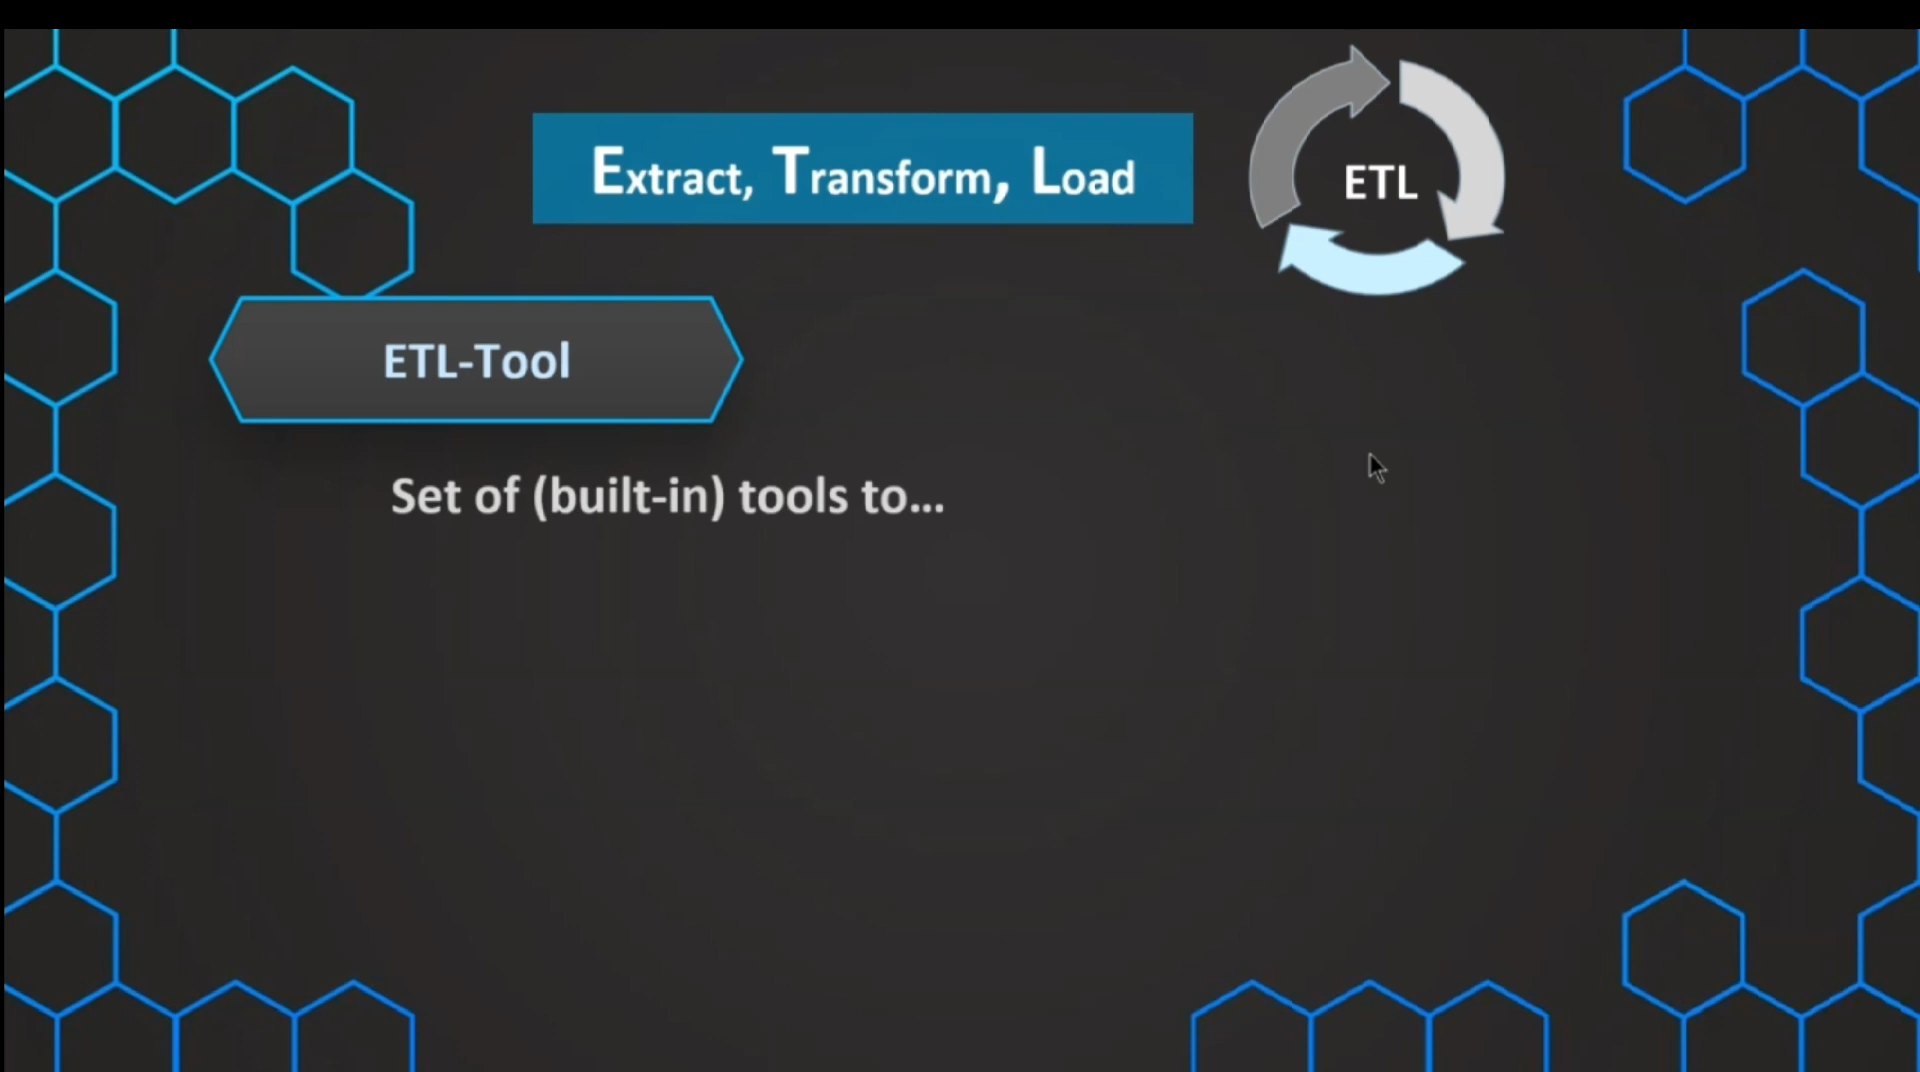 Extract, Transform, Load
ETL
ETL-Tool
Set of (built-in) tools to...